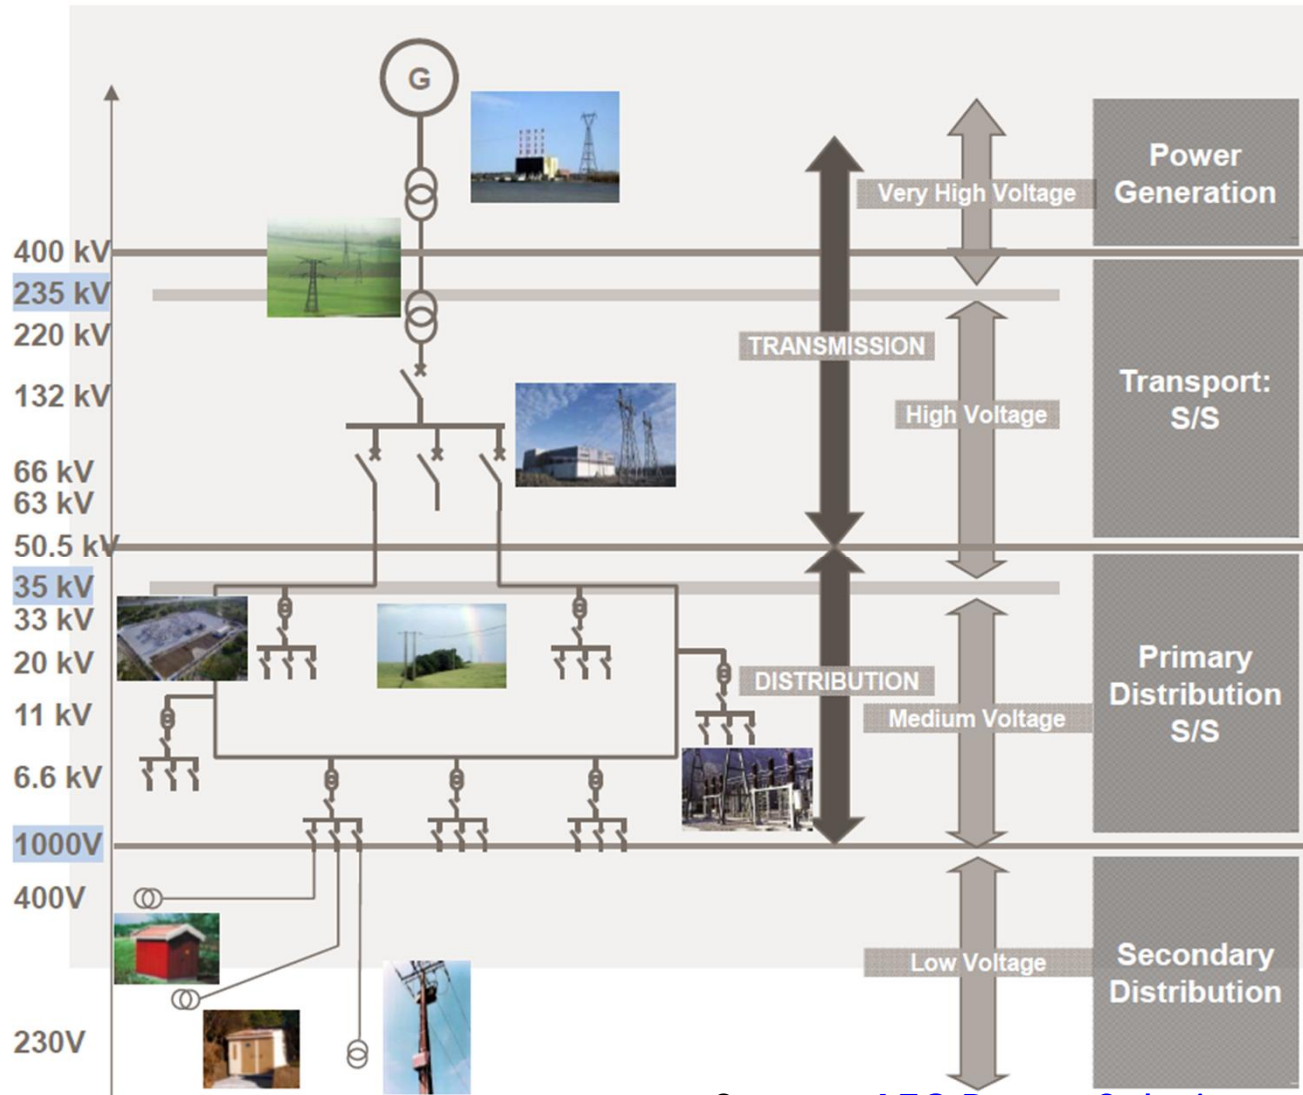 G
Power
Generation
Very High Voltage
400 kV
235 kV
220 kV
TRANSMISSION
132 kV
Transport:
S/S
High Voltage
66 kV
63 kV
50.5 kV
35 kV
33 kV
20 kV
11 kV
6.6 kV
DISTRIBUTION
Medium Voltage
Primary
Distribution
S/S
1000V
400V
230V
Low Voltage
Secondary
Distribution